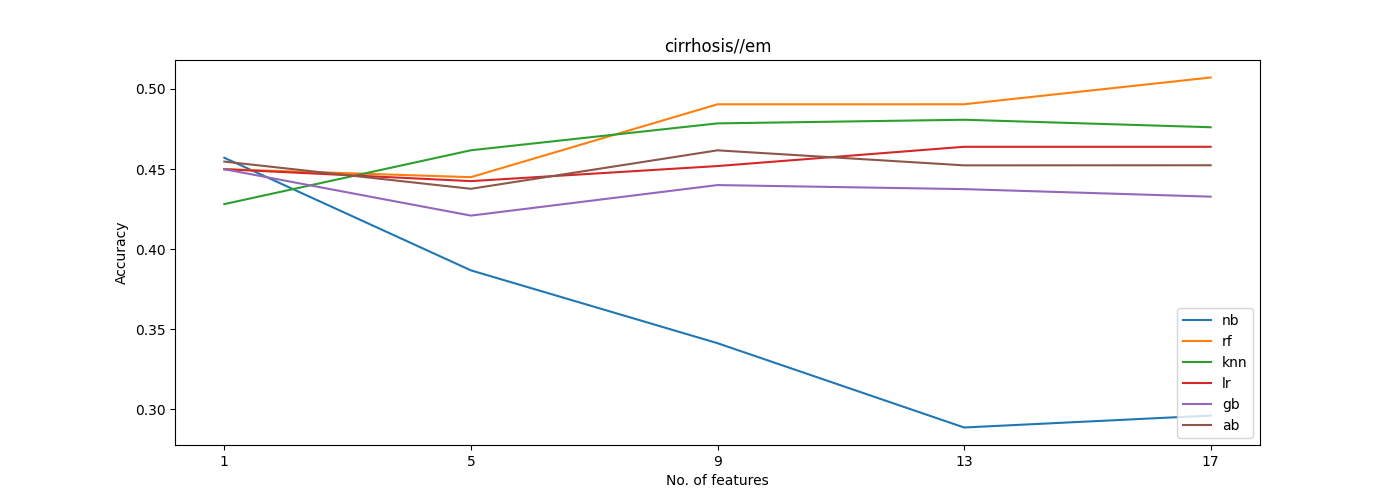 cirrhosis//em
Accuracy
0.50
0.45
0.40
0.35
0.30
1 5 9 13 17
No. of features
nb
rf
knn
lr
gb
ab